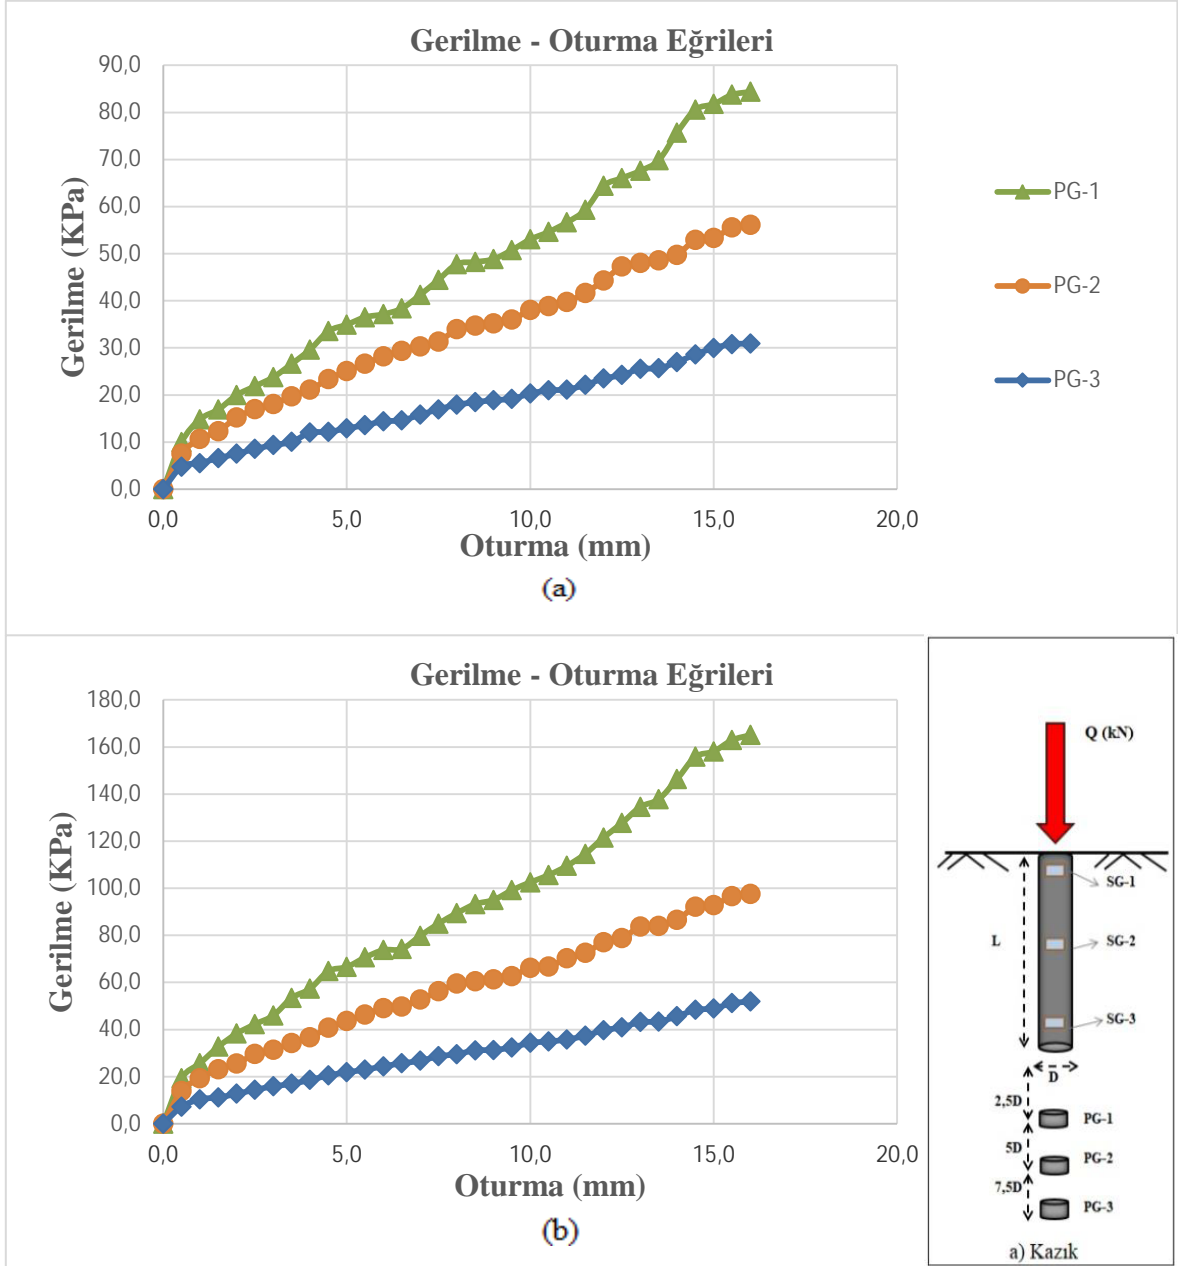 Gerilme - Oturma Eğrileri
90,0
80,0
70,0
60,0
50,0
40,0
30,0
20,0
10,0
0,0
Gerilme (KPa)
0,0 5,0 10,0 15,0 20,0
Oturma (mm)
PG-1
PG-2
PG-3
(a)
Gerilme - Oturma Eğrileri
180,0
160,0
140,0
120,0
100,0
80,0
60,0
40,0
20,0
0,0
Gerilme (KPa)
0,0 5,0 10,0 15,0 20,0
Oturma (mm)
(b)
Q (kN)
SG-1
L
SG-2
SG-3
D
2,5D
PG-1
5D
PG-2
7,5D
PG-3
a) Kazık